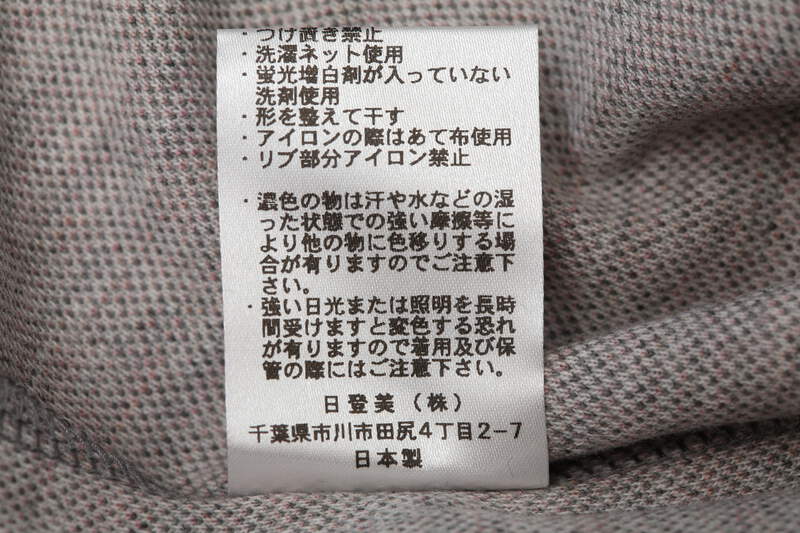 ・つけ置き禁止
・洗濯ネット使用
・蛍光増白剤が入っていない
洗剤使用
・形を整えて干す
・アイロンの際はあて布使用
・リブ部分アイロン禁止
・濃色の物は汗や水などの湿
った状態での強い摩擦等に
より他の物に色移りする場
合が有りますのでご注意下
さい。
・強い日光または照明を長時
間受けますと変色する恐れ
が有りますので着用及び保
管の際にはご注意下さい。
日登美（株）
千葉県市川市田尻4丁目2-7
日本製